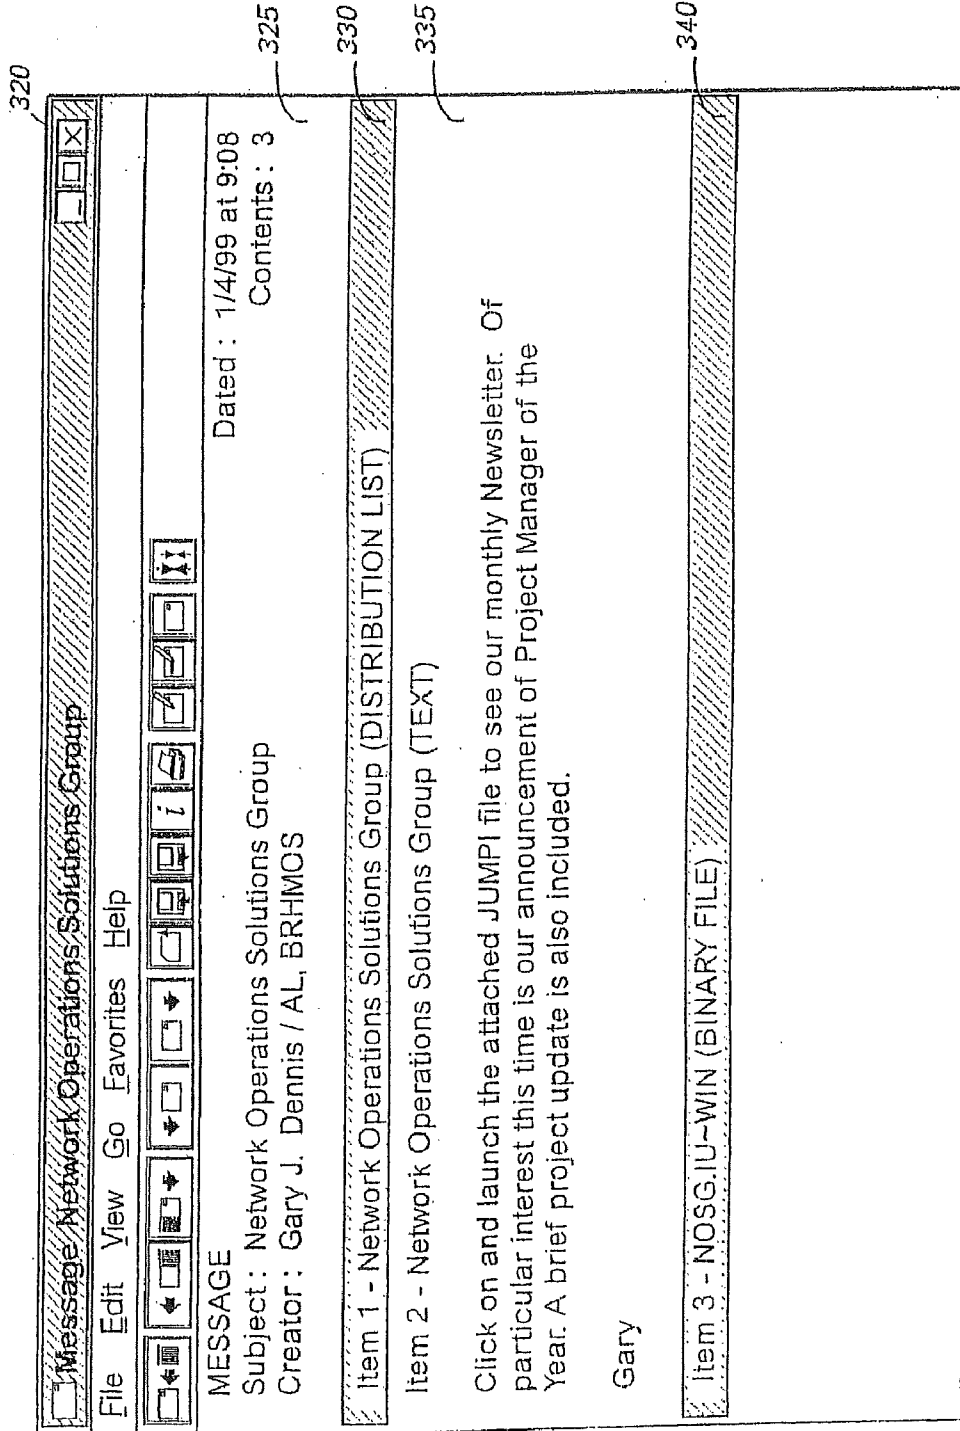 320
Message Network Operations Solutions Group
File Edit View Go Favorites Help
MESSAGE
Subject : Network Operations Solutions Group
Creator : Gary J. Dennis / AL, BRHMOS
Dated : 1/4/99 at 9:08
Contents : 3
325
Item 1 - Network Operations Solutions Group (DISTRIBUTION LIST)
330
Item 2 - Network Operations Solutions Group (TEXT)
335
Click on and launch the attached JUMPI file to see our monthly Newsletter. Of
particular interest this time is our announcement of Project Manager of the
Year. A brief project update is also included.
Gary
Item 3 - NOSG.IU~WIN (BINARY FILE)
340